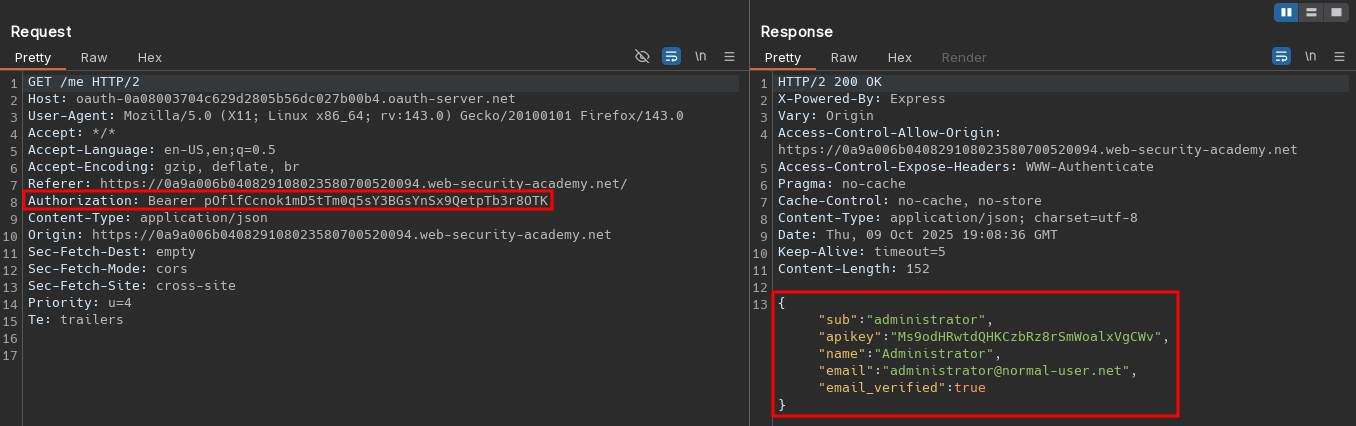 Request
Pretty Raw Hex
\n
1 GET /me HTTP/2
2 Host: oauth-0a08003704c629d2805b56dc027b00b4.oauth-server.net
3 User-Agent: Mozilla/5.0 (X11; Linux x86_64; rv:143.0) Gecko/20100101 Firefox/143.0
4 Accept: */*
5 Accept-Language: en-US,en;q=0.5
6 Accept-Encoding: gzip, deflate, br
7 Referer: https://0a9a006b040829108023580700520094.web-security-academy.net/
8 Authorization: Bearer pOflfCcnok1mD5tTm0q5sY3BGsYnSx9QetpTb3r8OTK
9 Content-Type: application/json
10 Origin: https://0a9a006b040829108023580700520094.web-security-academy.net
11 Sec-Fetch-Dest: empty
12 Sec-Fetch-Mode: cors
13 Sec-Fetch-Site: cross-site
14 Priority: u=4
15 Te: trailers
16
17
Response
Pretty Raw Hex Render
\n
1 HTTP/2 200 OK
2 X-Powered-By: Express
3 Vary: Origin
4 Access-Control-Allow-Origin:
https://0a9a006b040829108023580700520094.web-security-academy.net
5 Access-Control-Expose-Headers: WWW-Authenticate
6 Pragma: no-cache
7 Cache-Control: no-cache, no-store
8 Content-Type: application/json; charset=utf-8
9 Date: Thu, 09 Oct 2025 19:08:36 GMT
10 Keep-Alive: timeout=5
11 Content-Length: 152
12
13 {
"sub":"administrator",
"apikey":"Ms9odHRwtdQHKCzbRz8rSmWoalxVgCWv",
"name":"Administrator",
"email":"administrator@normal-user.net",
"email_verified":true
}